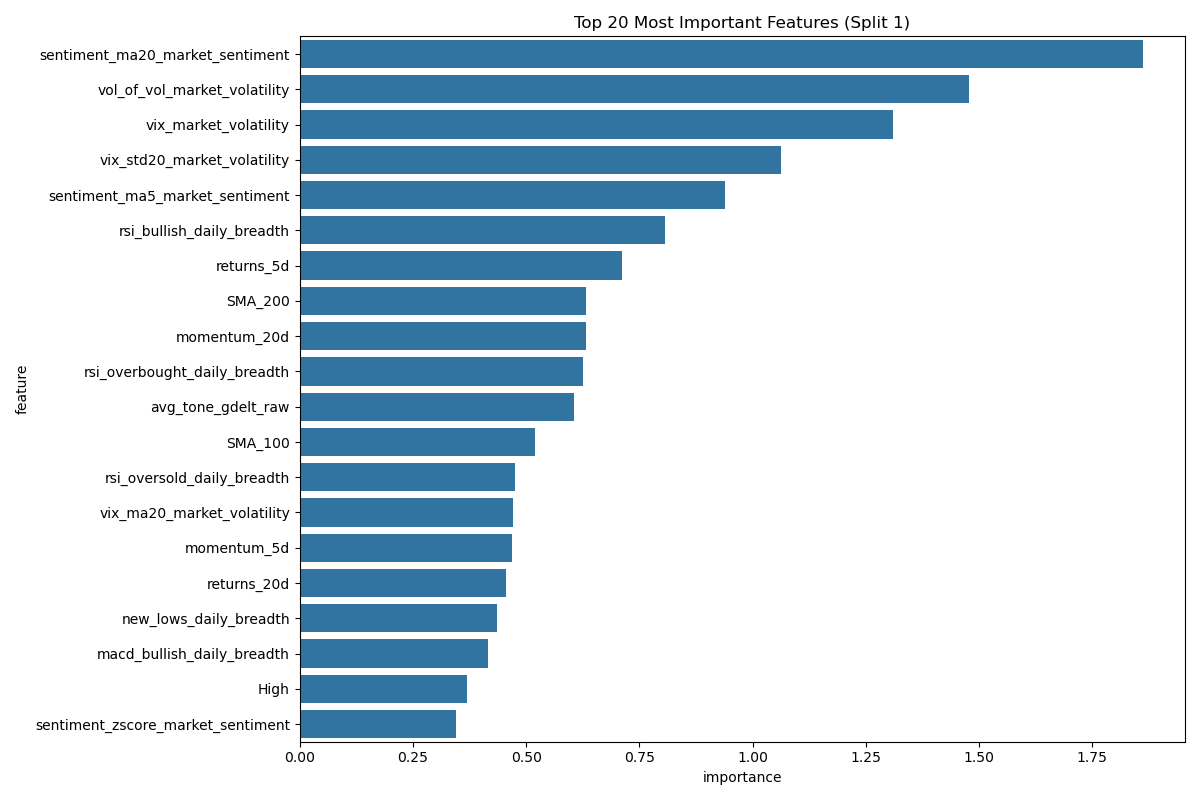 Top 20 Most Important Features (Split 1)
sentiment_ma20_market_sentiment
vol_of_vol_market_volatility
vix_market_volatility
vix_std20_market_volatility
sentiment_ma5_market_sentiment
rsi_bullish_daily_breadth
returns_5d
SMA_200
momentum_20d
rsi_overbought_daily_breadth
avg_tone_gdelt_raw
SMA_100
rsi_oversold_daily_breadth
vix_ma20_market_volatility
momentum_5d
returns_20d
new_lows_daily_breadth
macd_bullish_daily_breadth
High
sentiment_zscore_market_sentiment
feature
0.00 0.25 0.50 0.75 1.00 1.25 1.50 1.75
importance